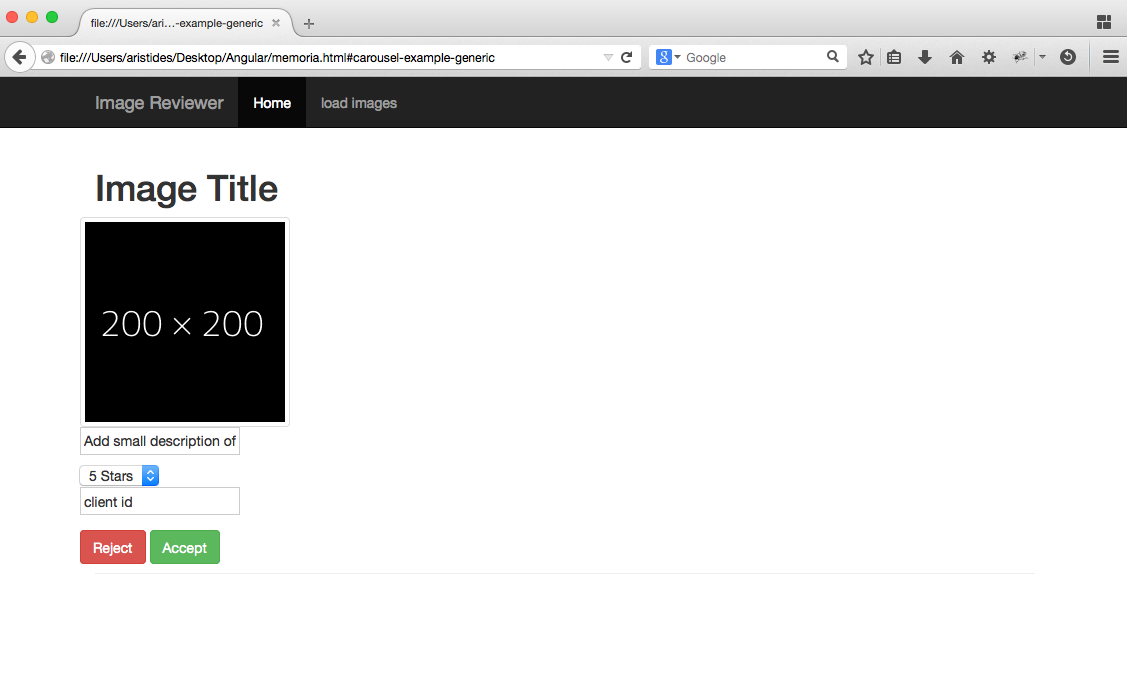 file:///Users/ari...-example-generic
file:///Users/aristides/Desktop/Angular/memoria.html#carousel-example-generic
8 Google
Image Reviewer Home load images
Image Title
200 × 200
Add small description of
5 Stars
client id
Reject Accept